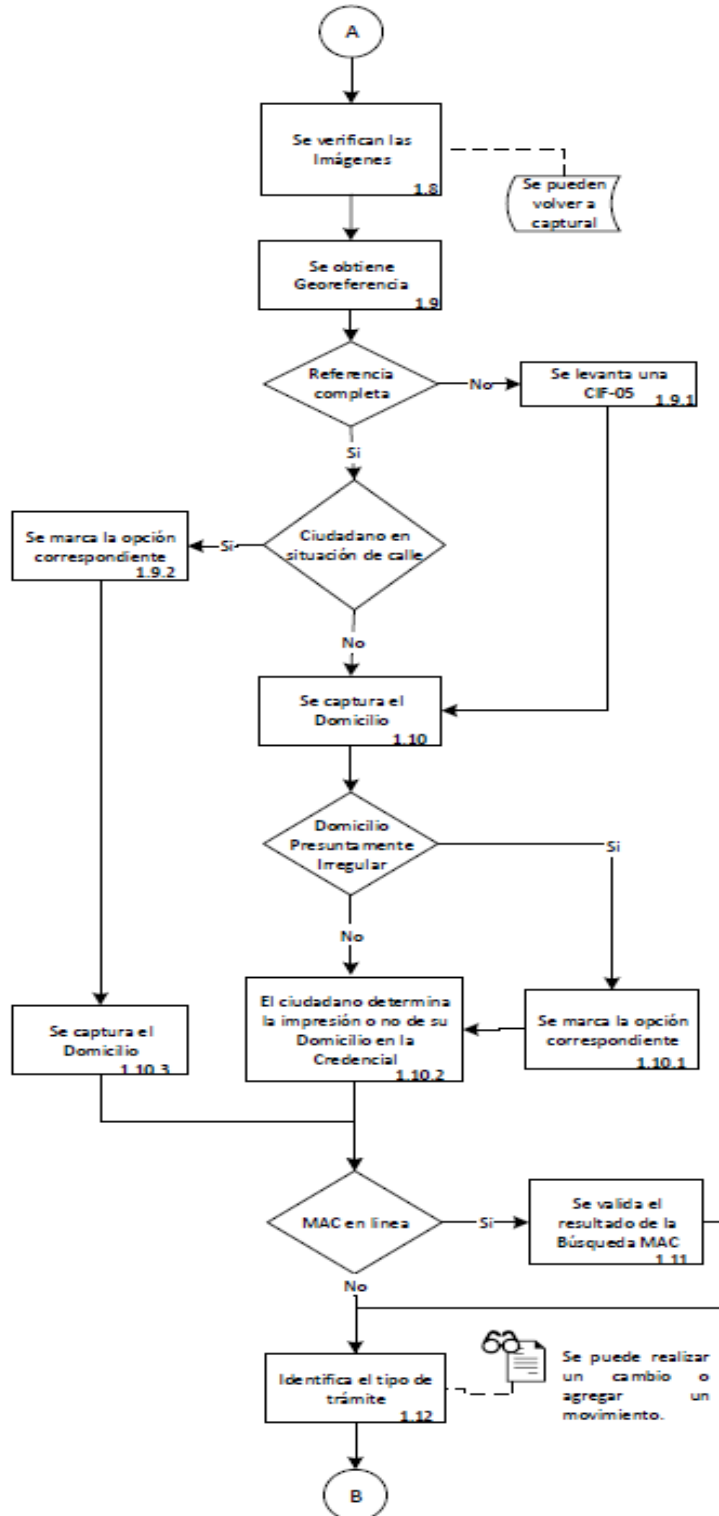 A
Se verifican las
Imágenes
1.8
Se pueden
volver a
captural
Se obtiene
Georeferencia
1.9
Referencia
completa
No
Se levanta una
CIF-05
1.9.1
Si
Ciudadano en
situación de calle
Si
Se marca la opción
correspondiente
1.9.2
No
Se captura el
Domicilio
1.10
Domicilio
Presuntamente
Irregular
Si
No
El ciudadano determina
la impresión o no de su
Domicilio en la
Credencial
1.10.2
Se marca la opción
correspondiente
1.10.1
Se captura el
Domicilio
1.10.3
MAC en linea
Si
Se valida el
resultado de la
Búsqueda MAC
1.11
No
Identifica el tipo de
trámite
1.12
Se puede realizar
un cambio o
agregar un
movimiento.
B